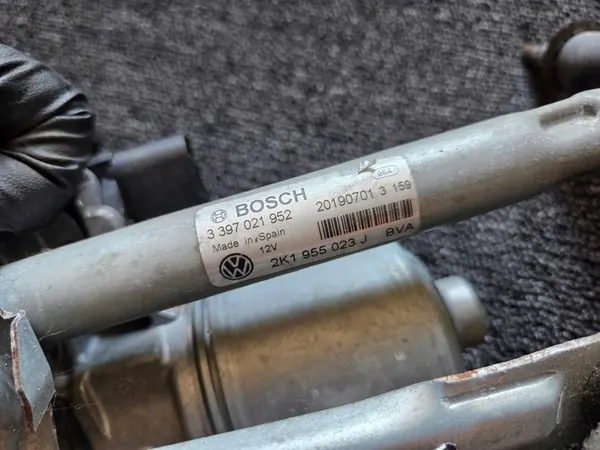 BOSCH
3 397 021 952 20190701 3 159
Made in Spain
12V
2K1 955 023 J BVA